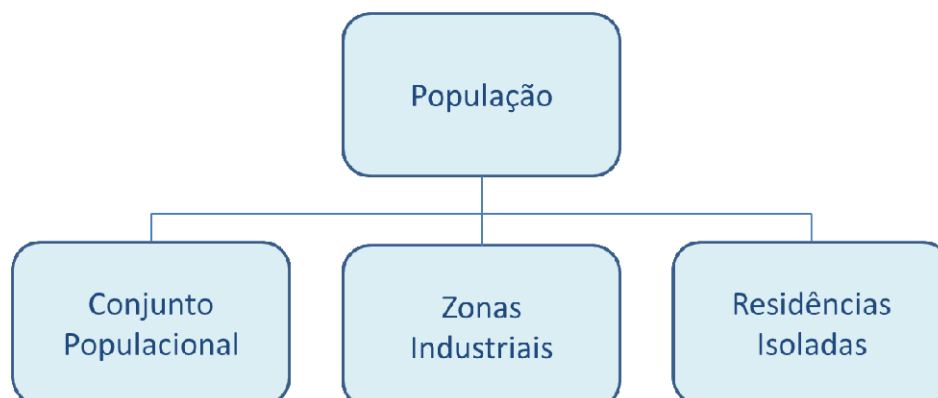 População
Conjunto
Populacional
Zonas
Industriais
Residências
Isoladas